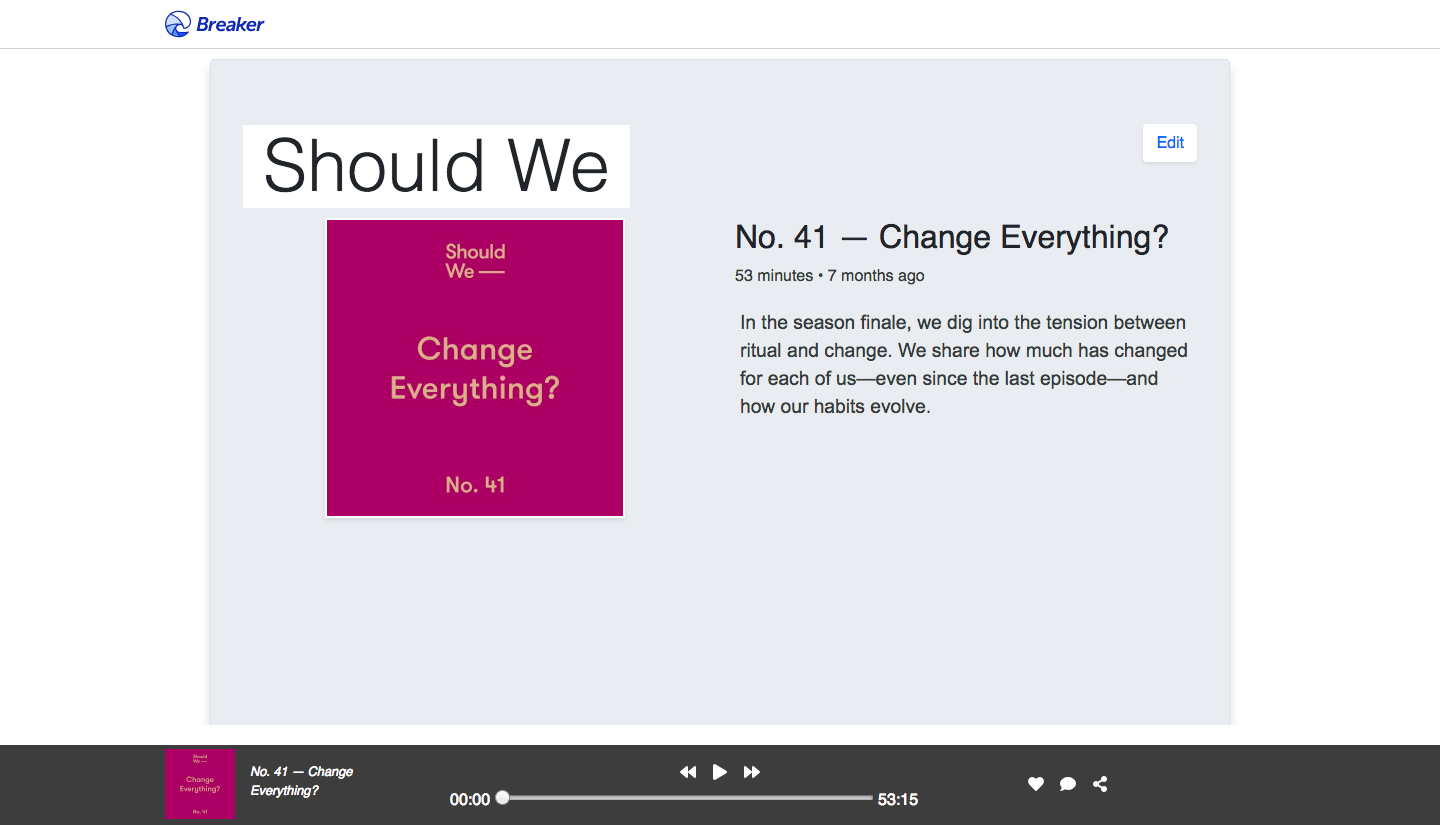 Breaker
Should We
Edit
Should
We —
Change
Everything?
No. 41
No. 41 — Change Everything?
53 minutes • 7 months ago
In the season finale, we dig into the tension between
ritual and change. We share how much has changed
for each of us—even since the last episode—and
how our habits evolve.
Should
We —
Change
Everything?
No. 41
No. 41 — Change
Everything?
00:00
53:15